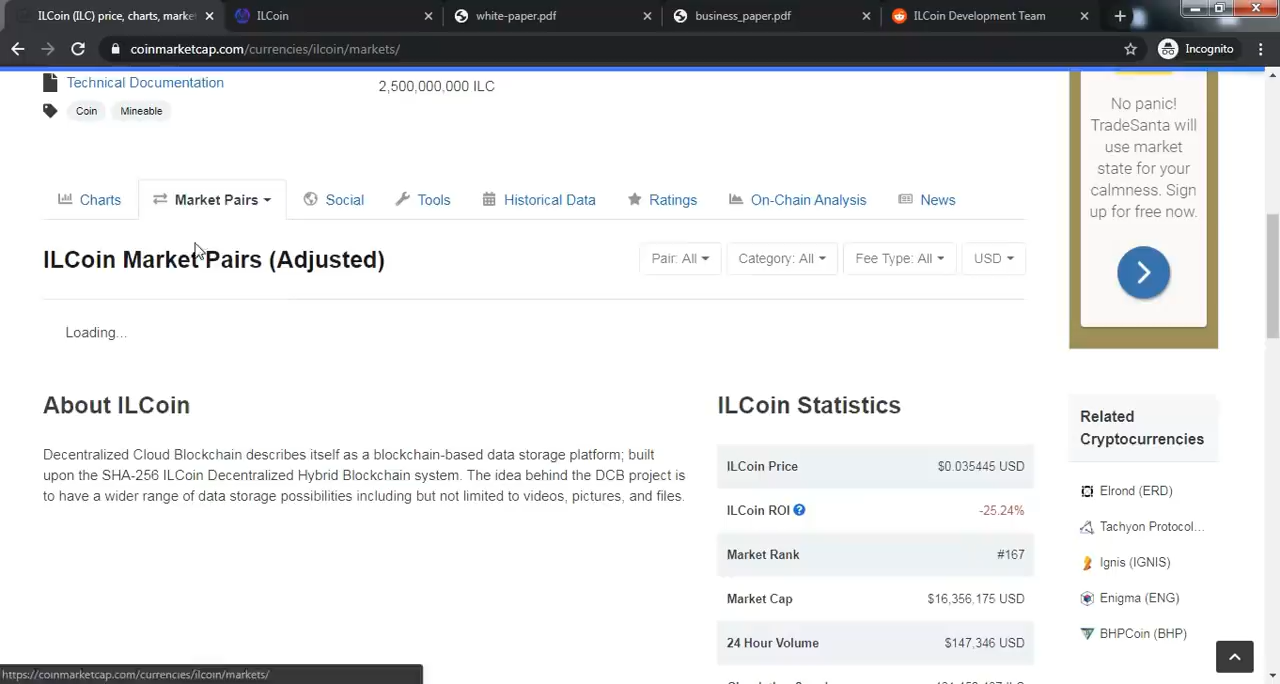 ILCoin (ILC) price, charts, marke
ILCoin
white-paper.pdf
business_paper.pdf
ILCoin Development Team
coinmarketcap.com/currencies/ilcoin/markets/
Incognito
Technical Documentation
2,500,000,000 ILC
Coin
Mineable
No panic!
TradeSanta will
use market
state for your
calmness. Sign
up for free now.
Charts
Market Pairs
Social
Tools
Historical Data
Ratings
On-Chain Analysis
News
ILCoin Market Pairs (Adjusted)
Pair: All
Category: All
Fee Type: All
USD
Loading...
About ILCoin
Decentralized Cloud Blockchain describes itself as a blockchain-based data storage platform; built
upon the SHA-256 ILCoin Decentralized Hybrid Blockchain system. The idea behind the DCB project is
to have a wider range of data storage possibilities including but not limited to videos, pictures, and files.
ILCoin Statistics
ILCoin Price $0.035445 USD
ILCoin ROI -25.24%
Market Rank #167
Market Cap $16,356,175 USD
24 Hour Volume $147,346 USD
Related
Cryptocurrencies
Elrond (ERD)
Tachyon Protocol...
Ignis (IGNIS)
Enigma (ENG)
BHPCoin (BHP)
https://coinmarketcap.com/currencies/ilcoin/markets/